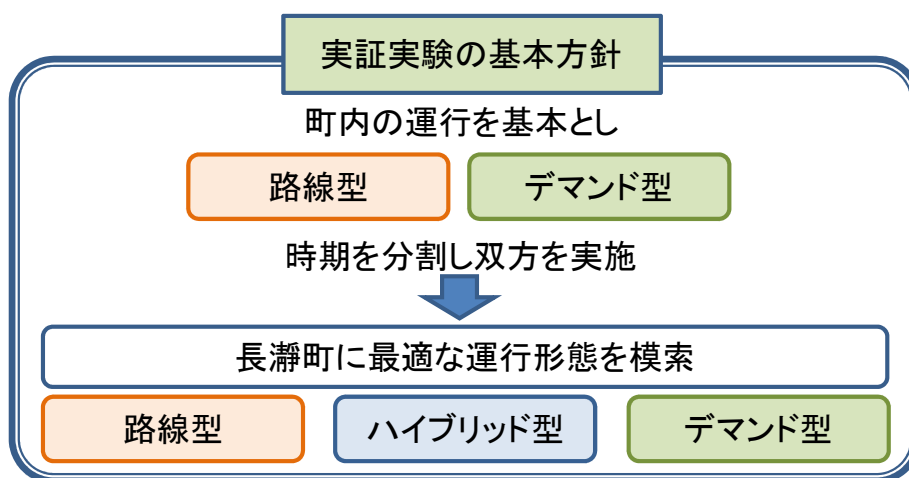 実証実験の基本方針
町内の運行を基本とし
路線型 デマンド型
時期を分割し双方を実施
長瀞町に最適な運行形態を模索
路線型 ハイブリッド型 デマンド型